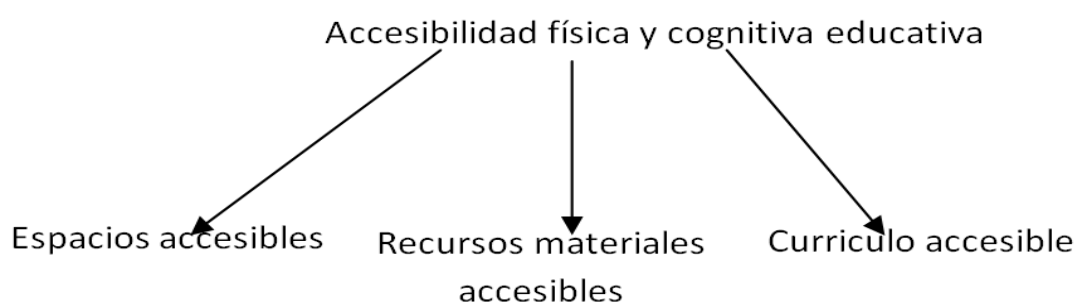 Accesibilidad física y cognitiva educativa
Espacios accesibles
Recursos materiales
accesibles
Curriculo accesible